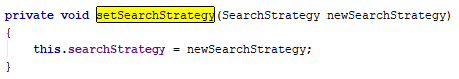 private void setSearchStrategy(SearchStrategy newSearchStrategy)
{
    this.searchStrategy = newSearchStrategy;
}